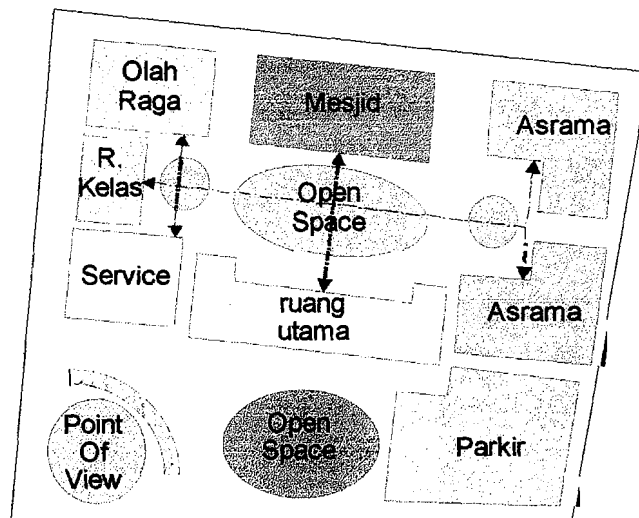 Olah
Raga
Mesjid
Asrama
R.
Kelas
Open
Space
Service
ruang
utama
Asrama
Point
Of
View
Open
Space
Parkir